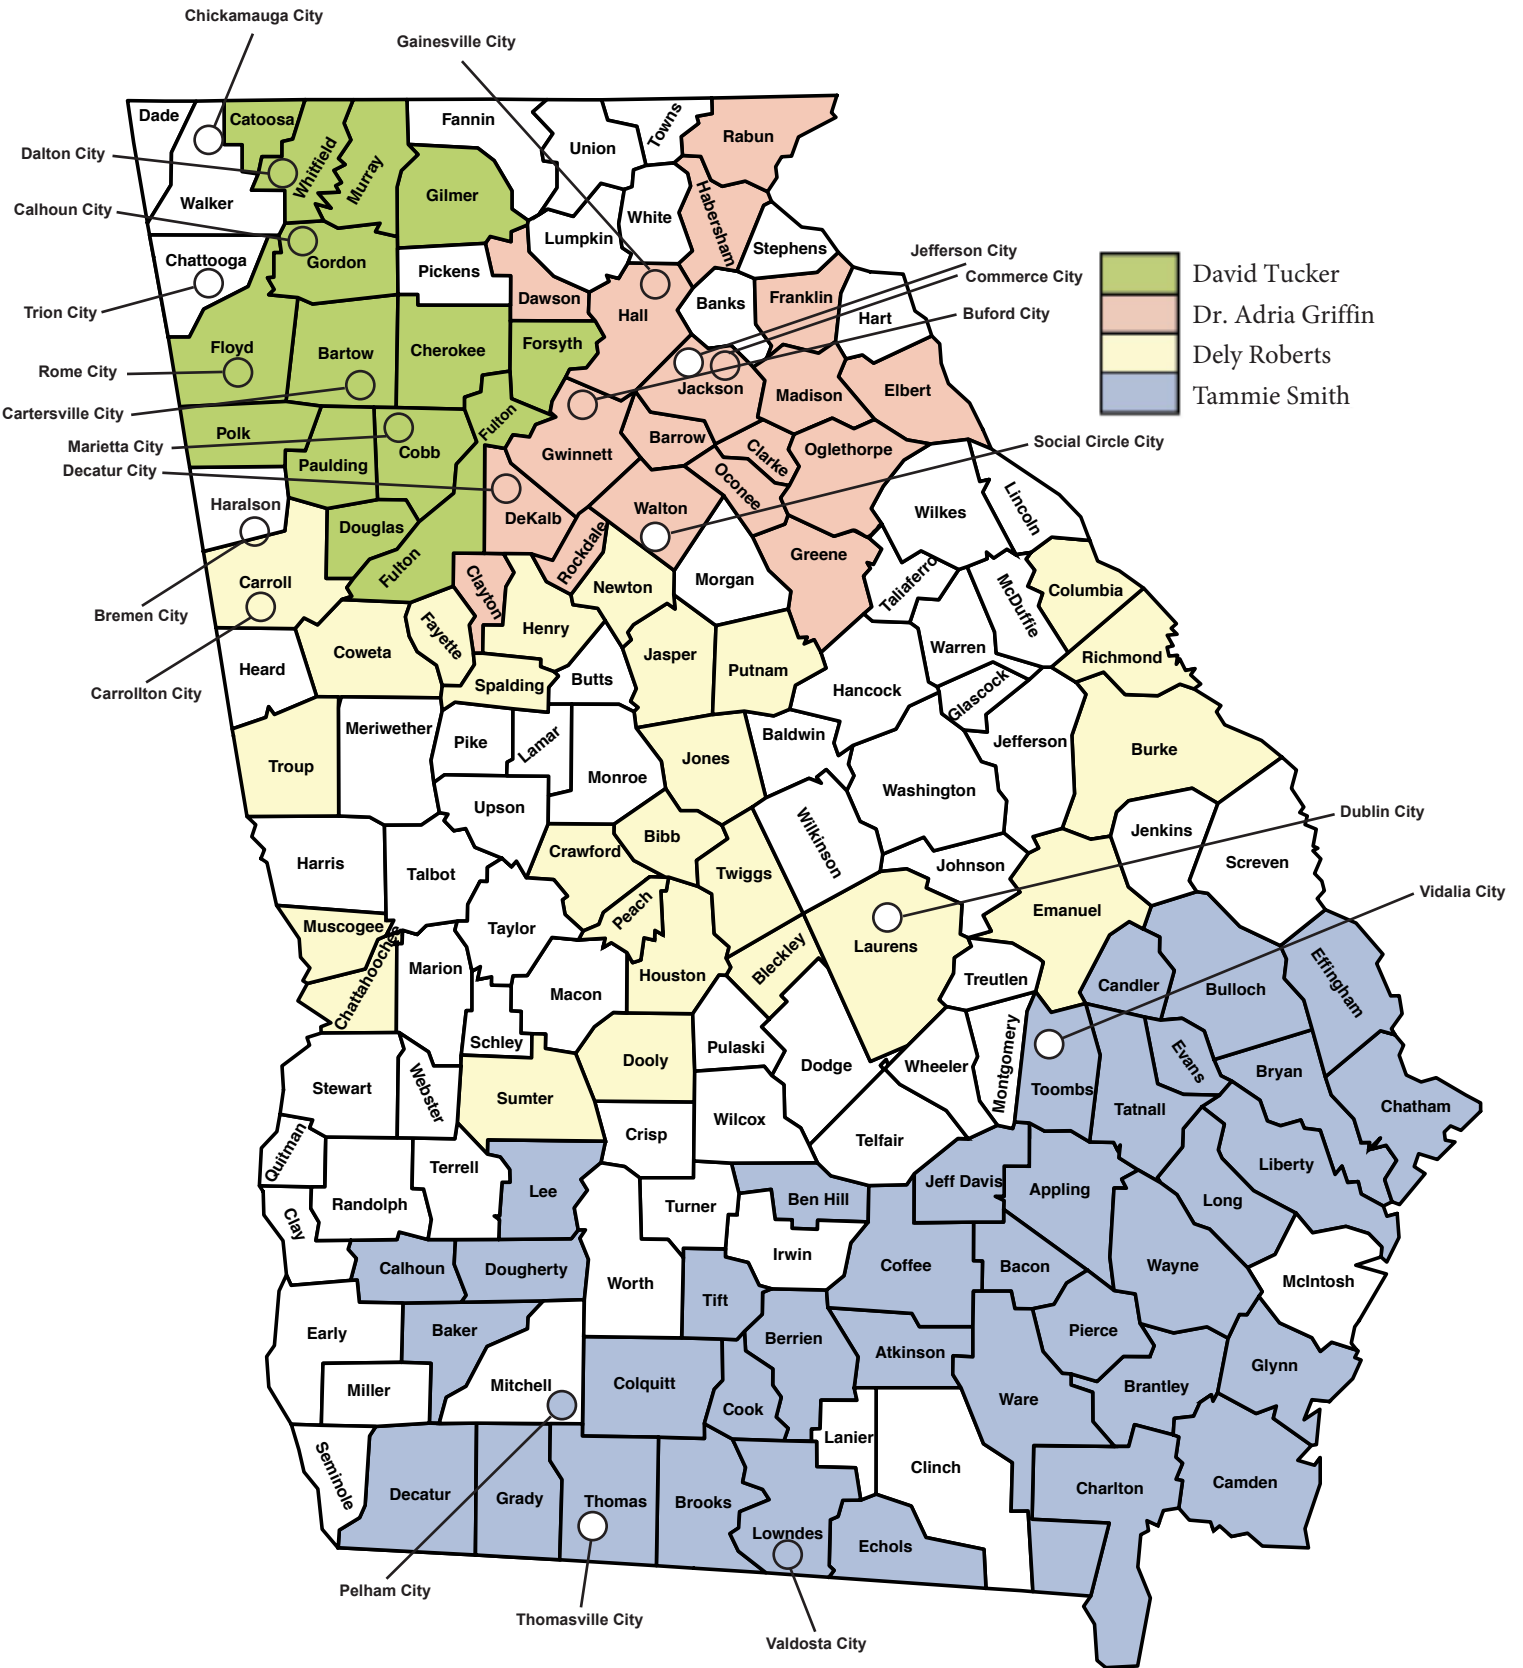 Chickamauga City
Gainesville City
Dade
Catoosa
Fannin
Towns
Rabun
Union
Dalton City
Whitfield
Murray
Gilmer
Walker
Habersham
White
Calhoun City
Lumpkin
Stephens
Jefferson City
Chattooga
Gordon
Pickens
Commerce City
David Tucker
Dawson
Banks
Franklin
Trion City
Hall
Hart
Buford City
Dr. Adria Griffin
Floyd
Bartow
Cherokee
Forsyth
Dely Roberts
Rome City
Jackson
Madison
Elbert
Tammie Smith
Cartersville City
Polk
Fulton
Marietta City
Cobb
Barrow
Clarke
Oglethorpe
Social Circle City
Decatur City
Paulding
Gwinnett
Oconee
Haralson
Douglas
DeKalb
Walton
Wilkes
Lincoln
Rockdale
Greene
Fulton
Carroll
Clayton
Newton
Morgan
Taliaferro
McDuffie
Columbia
Bremen City
Fayette
Henry
Warren
Coweta
Jasper
Putnam
Richmond
Heard
Spalding
Butts
Hancock
Glascock
Carrollton City
Meriwether
Pike
Lamar
Baldwin
Jefferson
Burke
Troup
Monroe
Jones
Washington
Upson
Dublin City
Bibb
Wilkinson
Jenkins
Harris
Talbot
Crawford
Twiggs
Johnson
Screven
Vidalia City
Muscogee
Taylor
Peach
Emanuel
Laurens
Chattahoochee
Marion
Houston
Bleckley
Treutlen
Candler
Bulloch
Effingham
Macon
Schley
Dooly
Pulaski
Dodge
Wheeler
Montgomery
Toombs
Evans
Bryan
Stewart
Webster
Sumter
Tatnall
Chatham
Quitman
Crisp
Wilcox
Telfair
Terrell
Liberty
Lee
Jeff Davis
Appling
Long
Randolph
Turner
Ben Hill
Clay
Irwin
Calhoun
Dougherty
Worth
Coffee
Bacon
Wayne
McIntosh
Tift
Early
Baker
Berrien
Pierce
Atkinson
Glynn
Miller
Mitchell
Colquitt
Cook
Ware
Brantley
Lanier
Seminole
Clinch
Decatur
Grady
Thomas
Brooks
Charlton
Camden
Lowndes
Echols
Pelham City
Thomasville City
Valdosta City